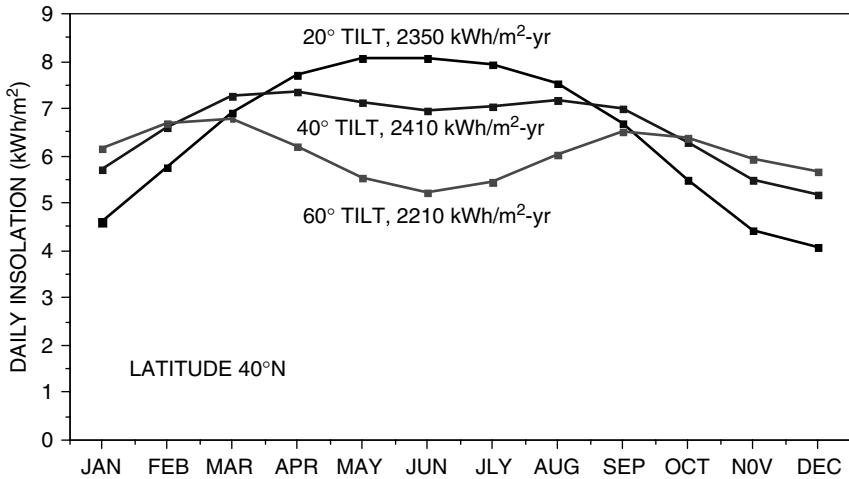 9
8
7
6
5
4
3
2
1
0
DAILY INSOLATION (kWh/m²)
20° TILT, 2350 kWh/m²-yr
40° TILT, 2410 kWh/m²-yr
60° TILT, 2210 kWh/m²-yr
LATITUDE 40°N
JAN FEB MAR APR MAY JUN JLY AUG SEP OCT N0V DEC